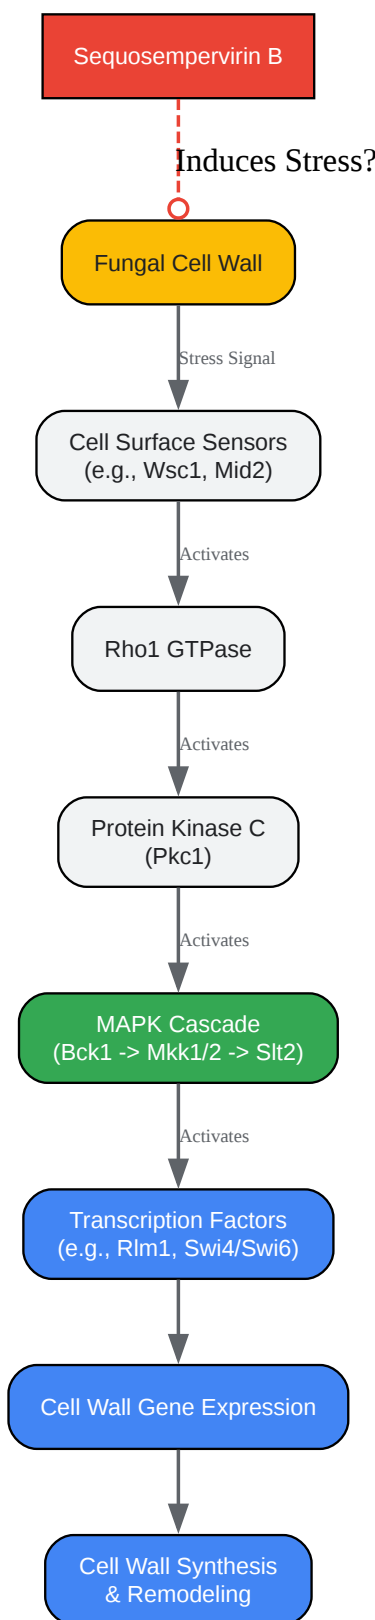 Sequosempervirin B
Induces Stress?
Fungal Cell Wall
Stress Signal
Cell Surface Sensors
(e.g., Wsc1, Mid2)
Activates
Rho1 GTPase
Activates
Protein Kinase C
(Pkc1)
Activates
MAPK Cascade
(Bck1 -> Mkk1/2 -> Slt2)
Activates
Transcription Factors
(e.g., Rlm1, Swi4/Swi6)
Cell Wall Gene Expression
Cell Wall Synthesis
& Remodeling